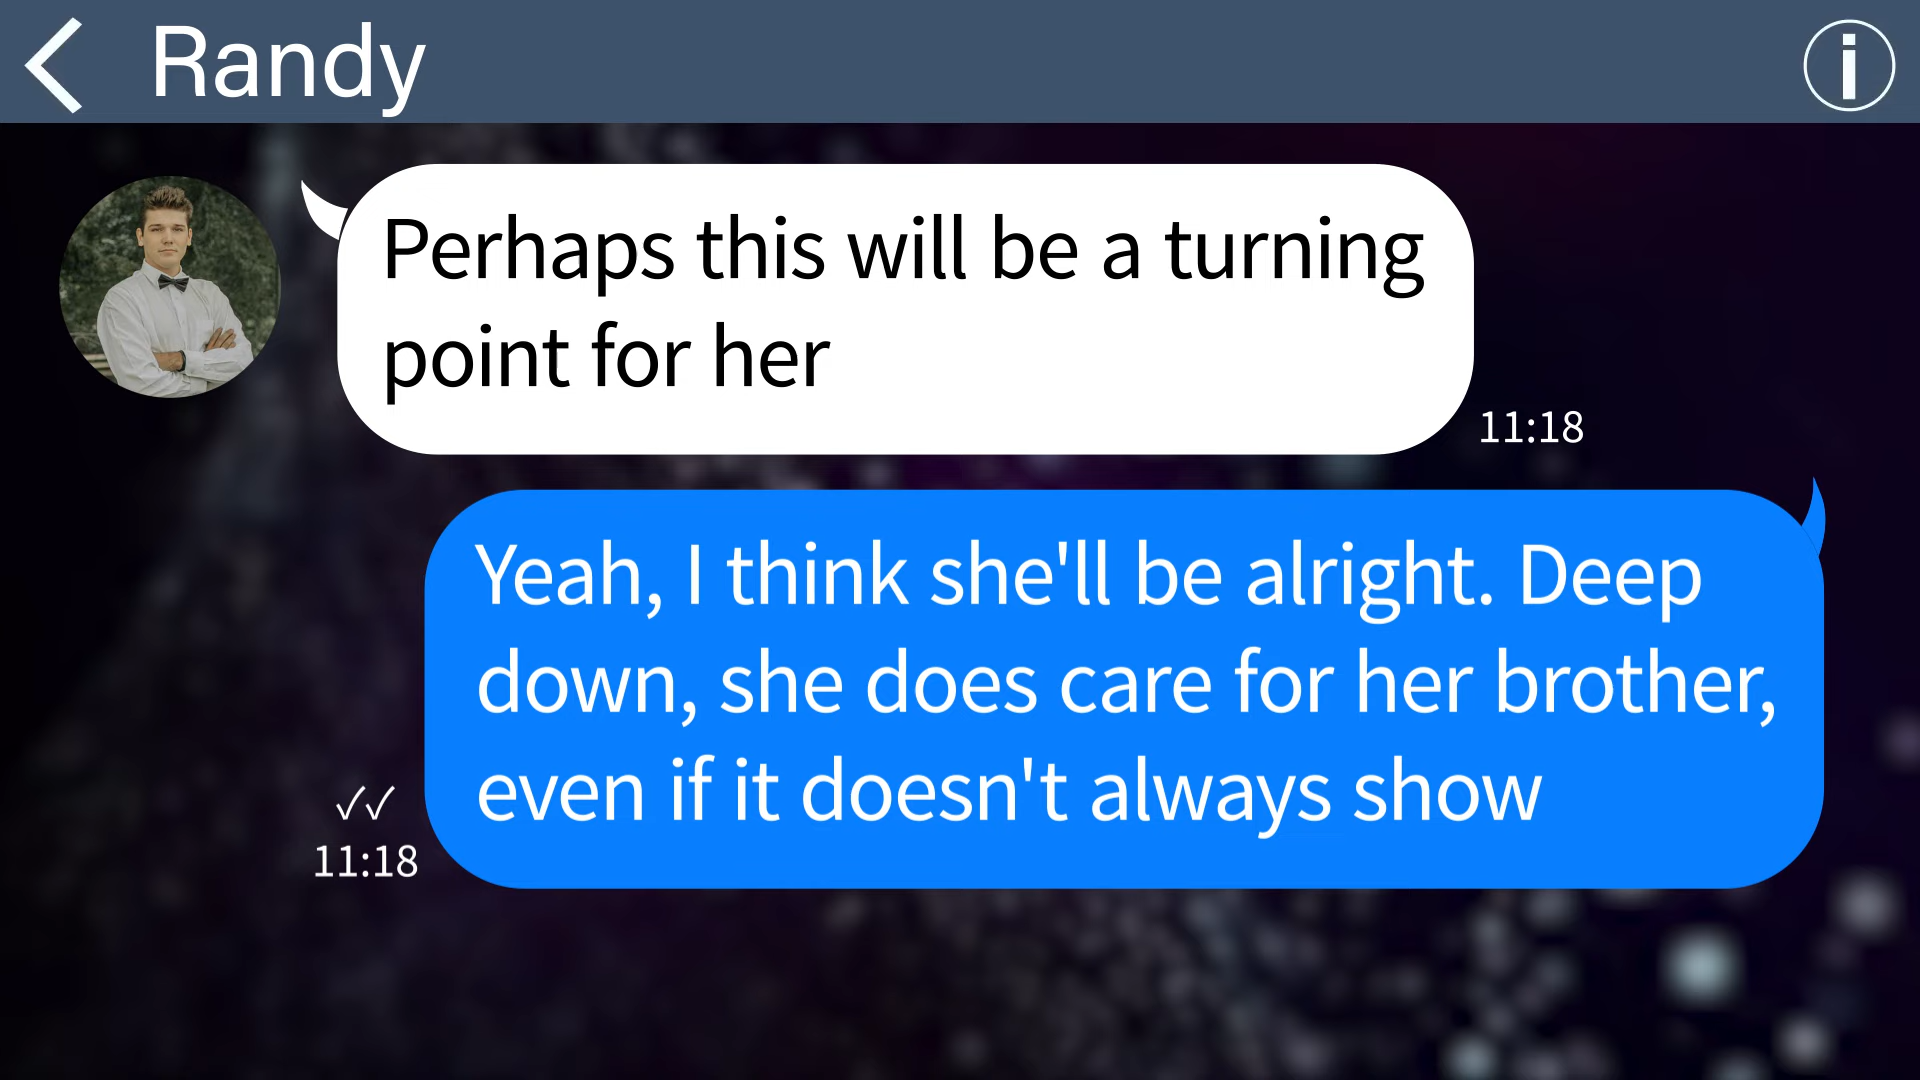 Randy
Perhaps this will be a turning
point for her
11:18
Yeah, I think she'll be alright. Deep
down, she does care for her brother,
even if it doesn't always show
11:18